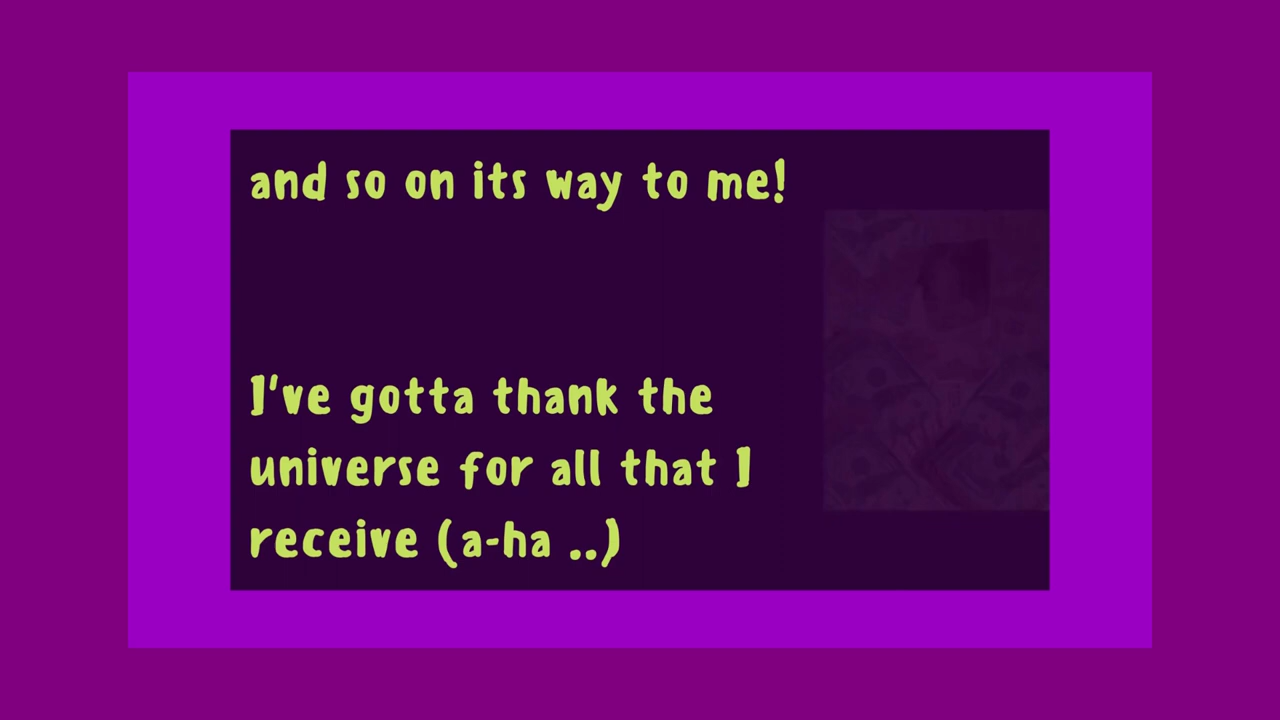 and so on its way to me!
I've gotta thank the
universe for all that I
receive (a-ha ..)